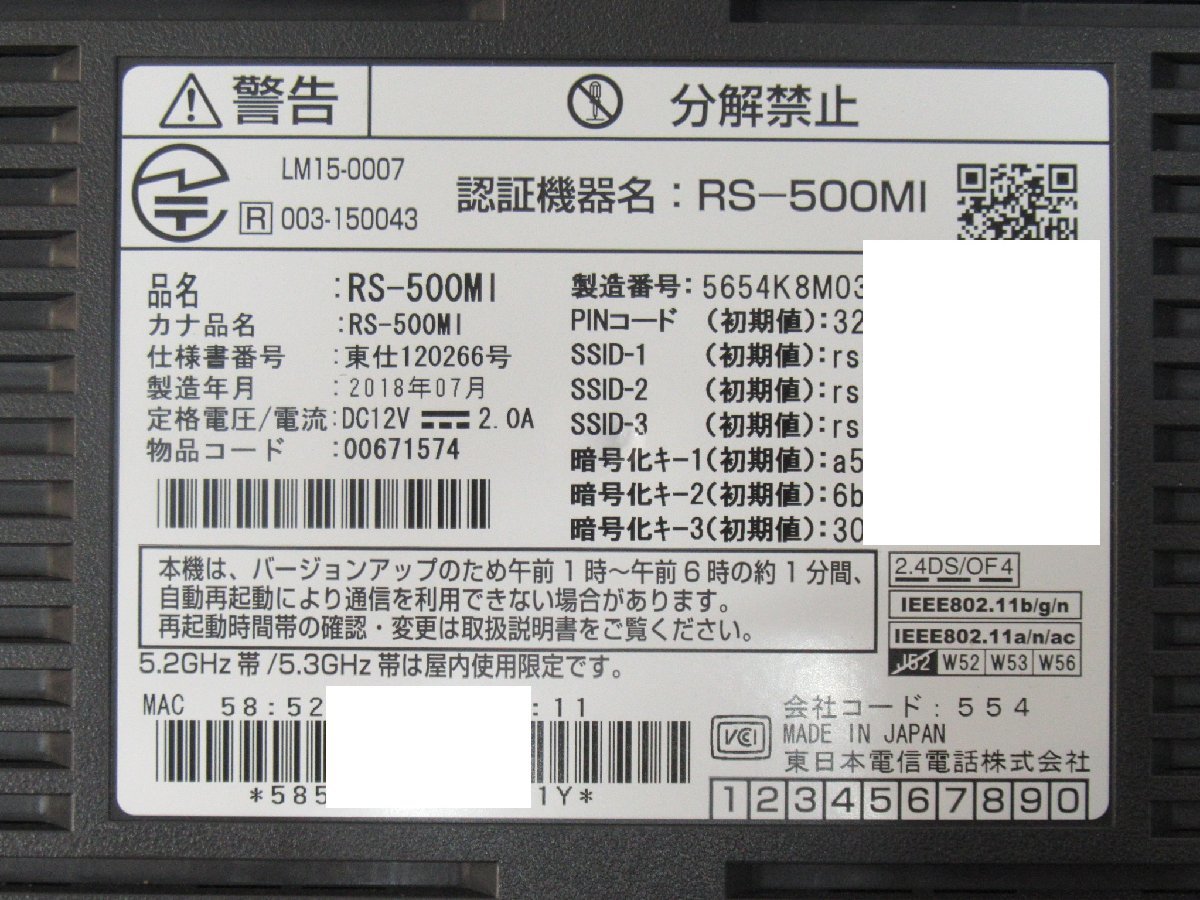 警告
分解禁止
LM15-0007
R 003-150043
認証機器名：RS-500MI
品名 :RS-500MI
カナ品名 :RS-500MI
仕様書番号 :東仕120266号
製造年月 :2018年07月
定格電圧/電流:DC12V 2.0A
物品コード :00671574
製造番号:5654K8M03
PINコード (初期値):32
SSID-1 (初期値):rs
SSID-2 (初期値):rs
SSID-3 (初期値):rs
暗号化キ-1(初期値):a5
暗号化キ-2(初期値):6b
暗号化キ-3(初期値):30
本機は、バージョンアップのため午前1時～午前6時の約1分間、
自動再起動により通信を利用できない場合があります。
再起動時間帯の確認・変更は取扱説明書をご覧ください。
5.2GHz帯/5.3GHz帯は屋内使用限定です。
2.4DS/OF4
IEEE802.11b/g/n
IEEE802.11a/n/ac
J52 W52 W53 W56
MAC 58:52
:11
*585
1Y*
VCCI
会社コード:554
MADE IN JAPAN
東日本電信電話株式会社
1 2 3 4 5 6 7 8 9 0